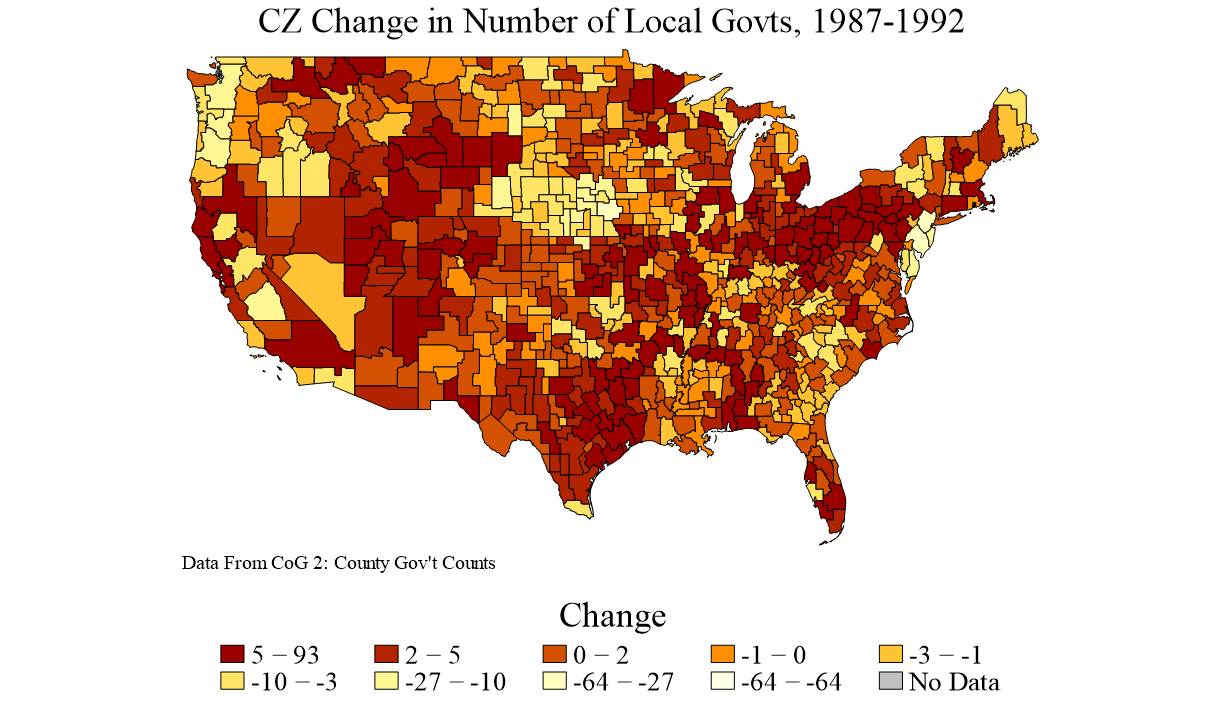 CZ Change in Number of Local Govts, 1987-1992
Data From CoG 2: County Gov't Counts
Change
5 − 93 2 − 5 0 − 2 -1 − 0 -3 − -1
-10 − -3 -27 − -10 -64 − -27 -64 − -64 No Data